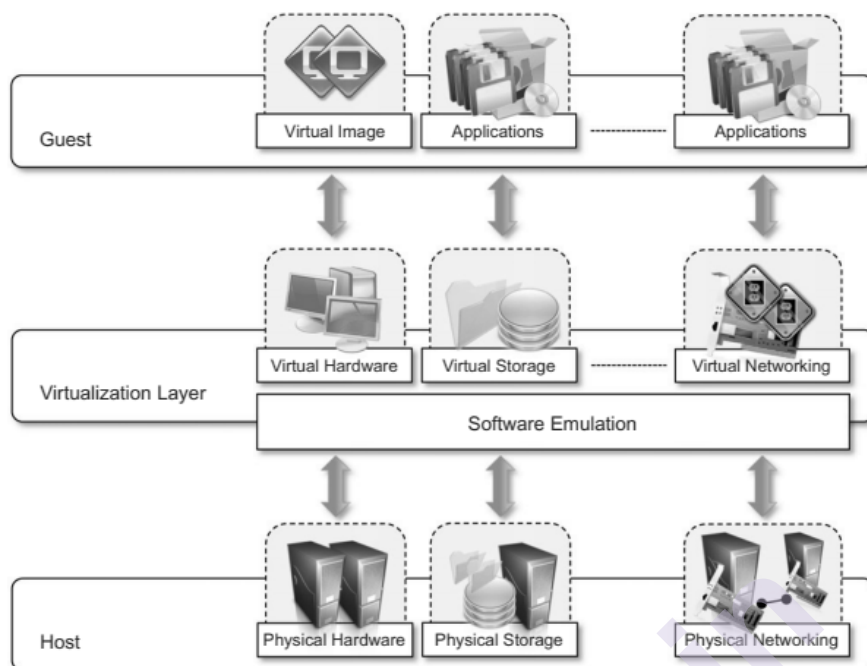 Guest
Virtual Image
Applications
Applications
Virtualization Layer
Virtual Hardware
Virtual Storage
Virtual Networking
Software Emulation
Host
Physical Hardware
Physical Storage
Physical Networking